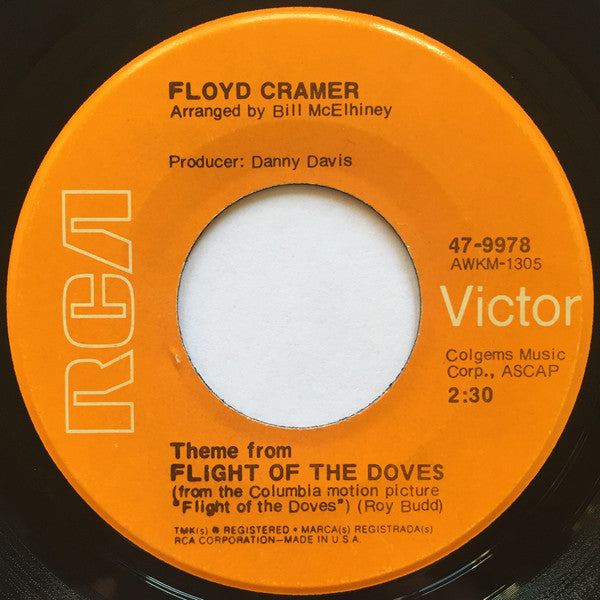 FLOYD CRAMER
Arranged by Bill McElhiney
Producer: Danny Davis
RCA
47-9978
AWKM-1305
Victor
Colgems Music
Corp., ASCAP
2:30
Theme from
FLIGHT OF THE DOVES
(from the Columbia motion picture
"Flight of the Doves") (Roy Budd)
TMK(s) ® REGISTERED • MARCA(s) REGISTRADA(s)
RCA CORPORATION—MADE IN U.S.A.